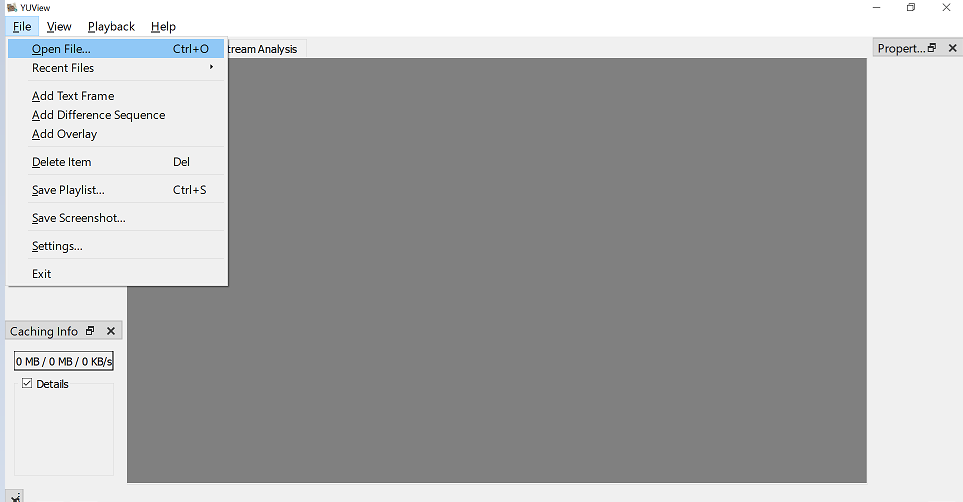 YUView
File View Playback Help
Open File... Ctrl+O
Recent Files
Add Text Frame
Add Difference Sequence
Add Overlay
Delete Item Del
Save Playlist... Ctrl+S
Save Screenshot...
Settings...
Exit
tream Analysis
Propert...
Caching Info
0 MB / 0 MB / 0 KB/s
Details